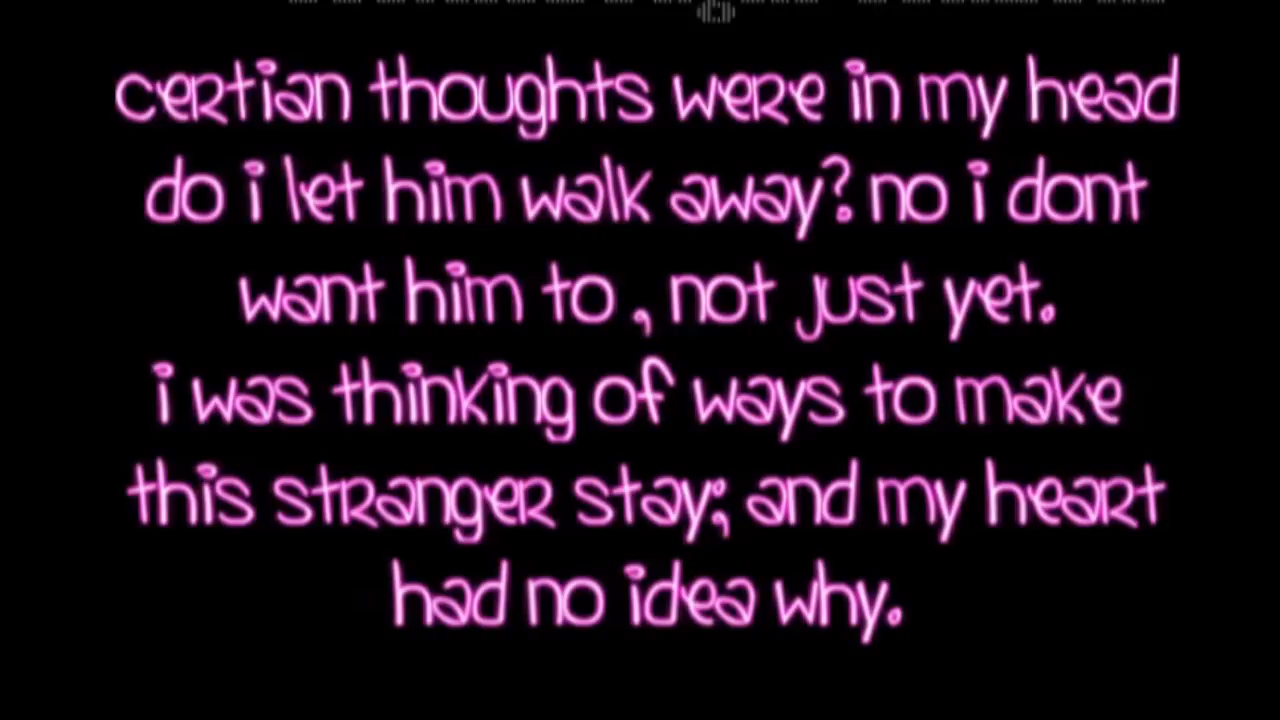 certian thoughts were in my head
do i let him walk away? no i dont
want him to , not just yet.
i was thinking of ways to make
this stranger stay; and my heart
had no idea why.